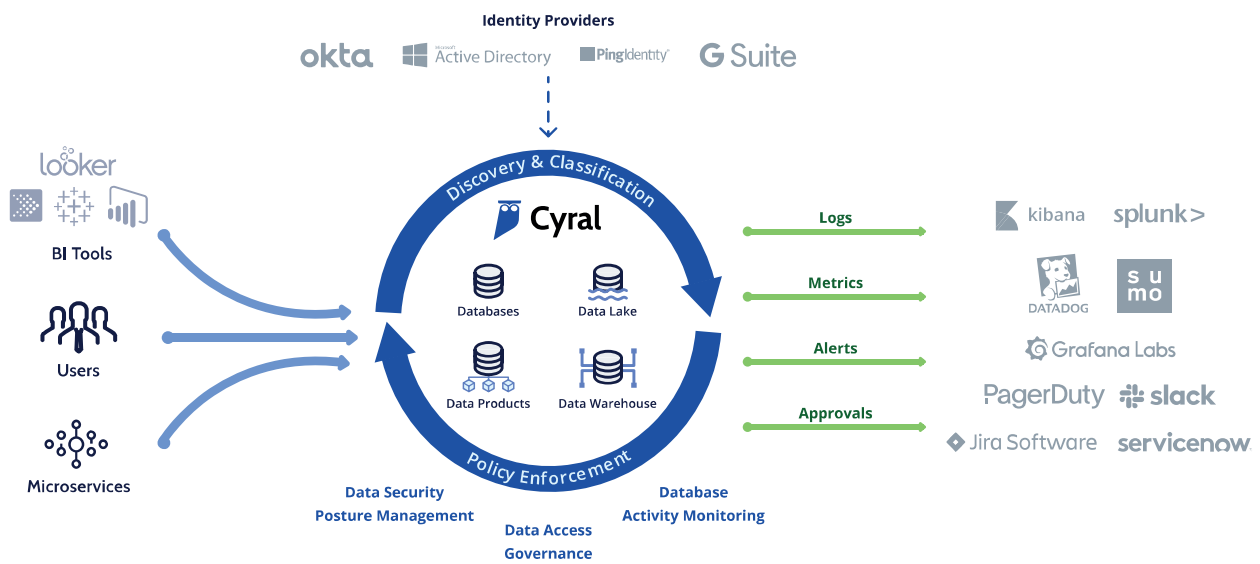 Identity Providers
okta
Microsoft
Active Directory
PingIdentity
G Suite
looker
BI Tools
Users
Microservices
Discovery & Classification
Cyral
Databases
Data Lake
Data Products
Data Warehouse
Policy Enforcement
Data Security
Posture Management
Data Access
Governance
Database
Activity Monitoring
Logs
Metrics
Alerts
Approvals
kibana
splunk>
DATADOG
su
mo
Grafana Labs
PagerDuty
slack
Jira Software
servicenow